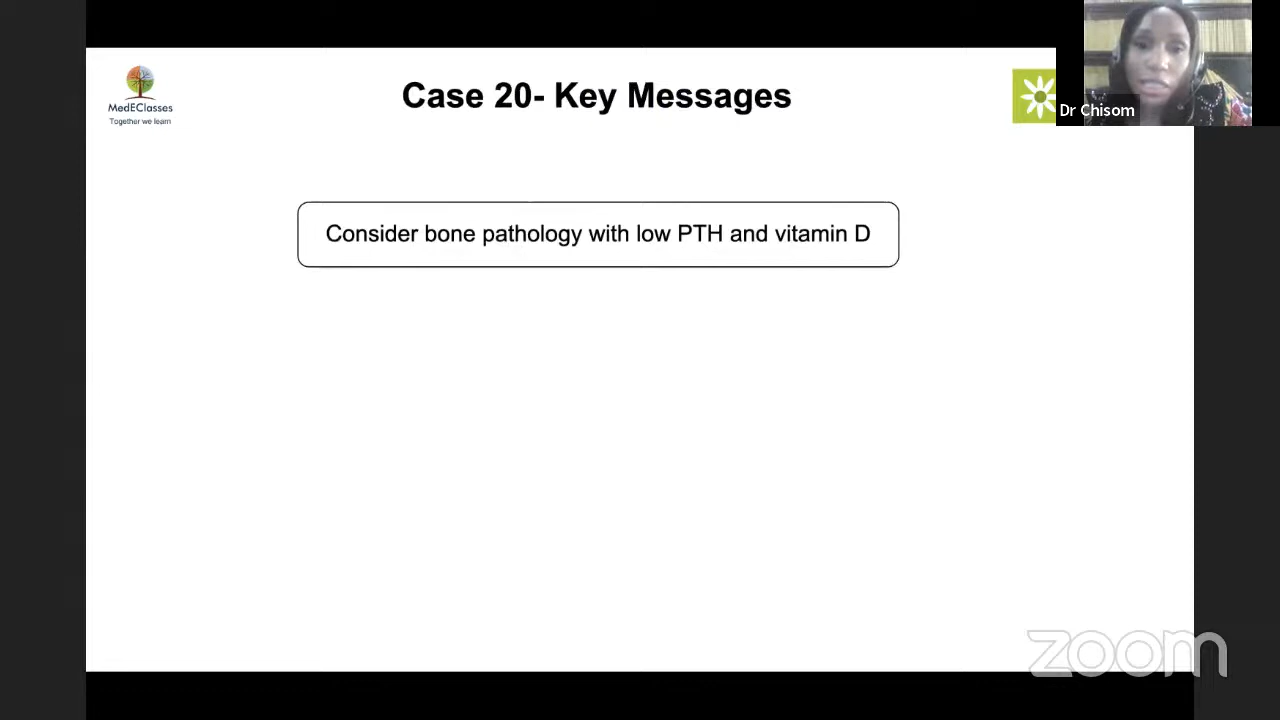 MedEClasses
Together we learn
Case 20- Key Messages
Dr Chisom
Consider bone pathology with low PTH and vitamin D
zoom